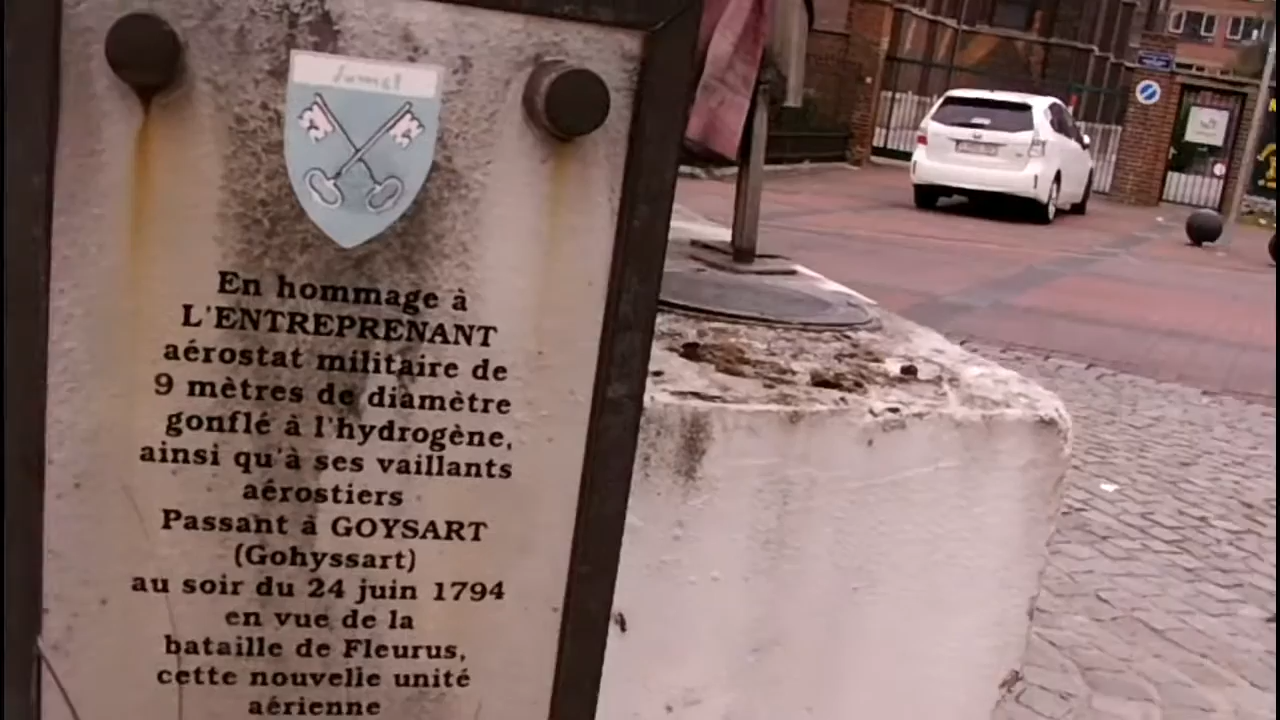 Jumet
En hommage à
L'ENTREPRENANT
aérostat militaire de
9 mètres de diamètre
gonflé à l'hydrogène,
ainsi qu'à ses vaillants
aérostiers
Passant à GOYSART
(Gohyssart)
au soir du 24 juin 1794
en vue de la
bataille de Fleurus,
cette nouvelle unité
aérienne